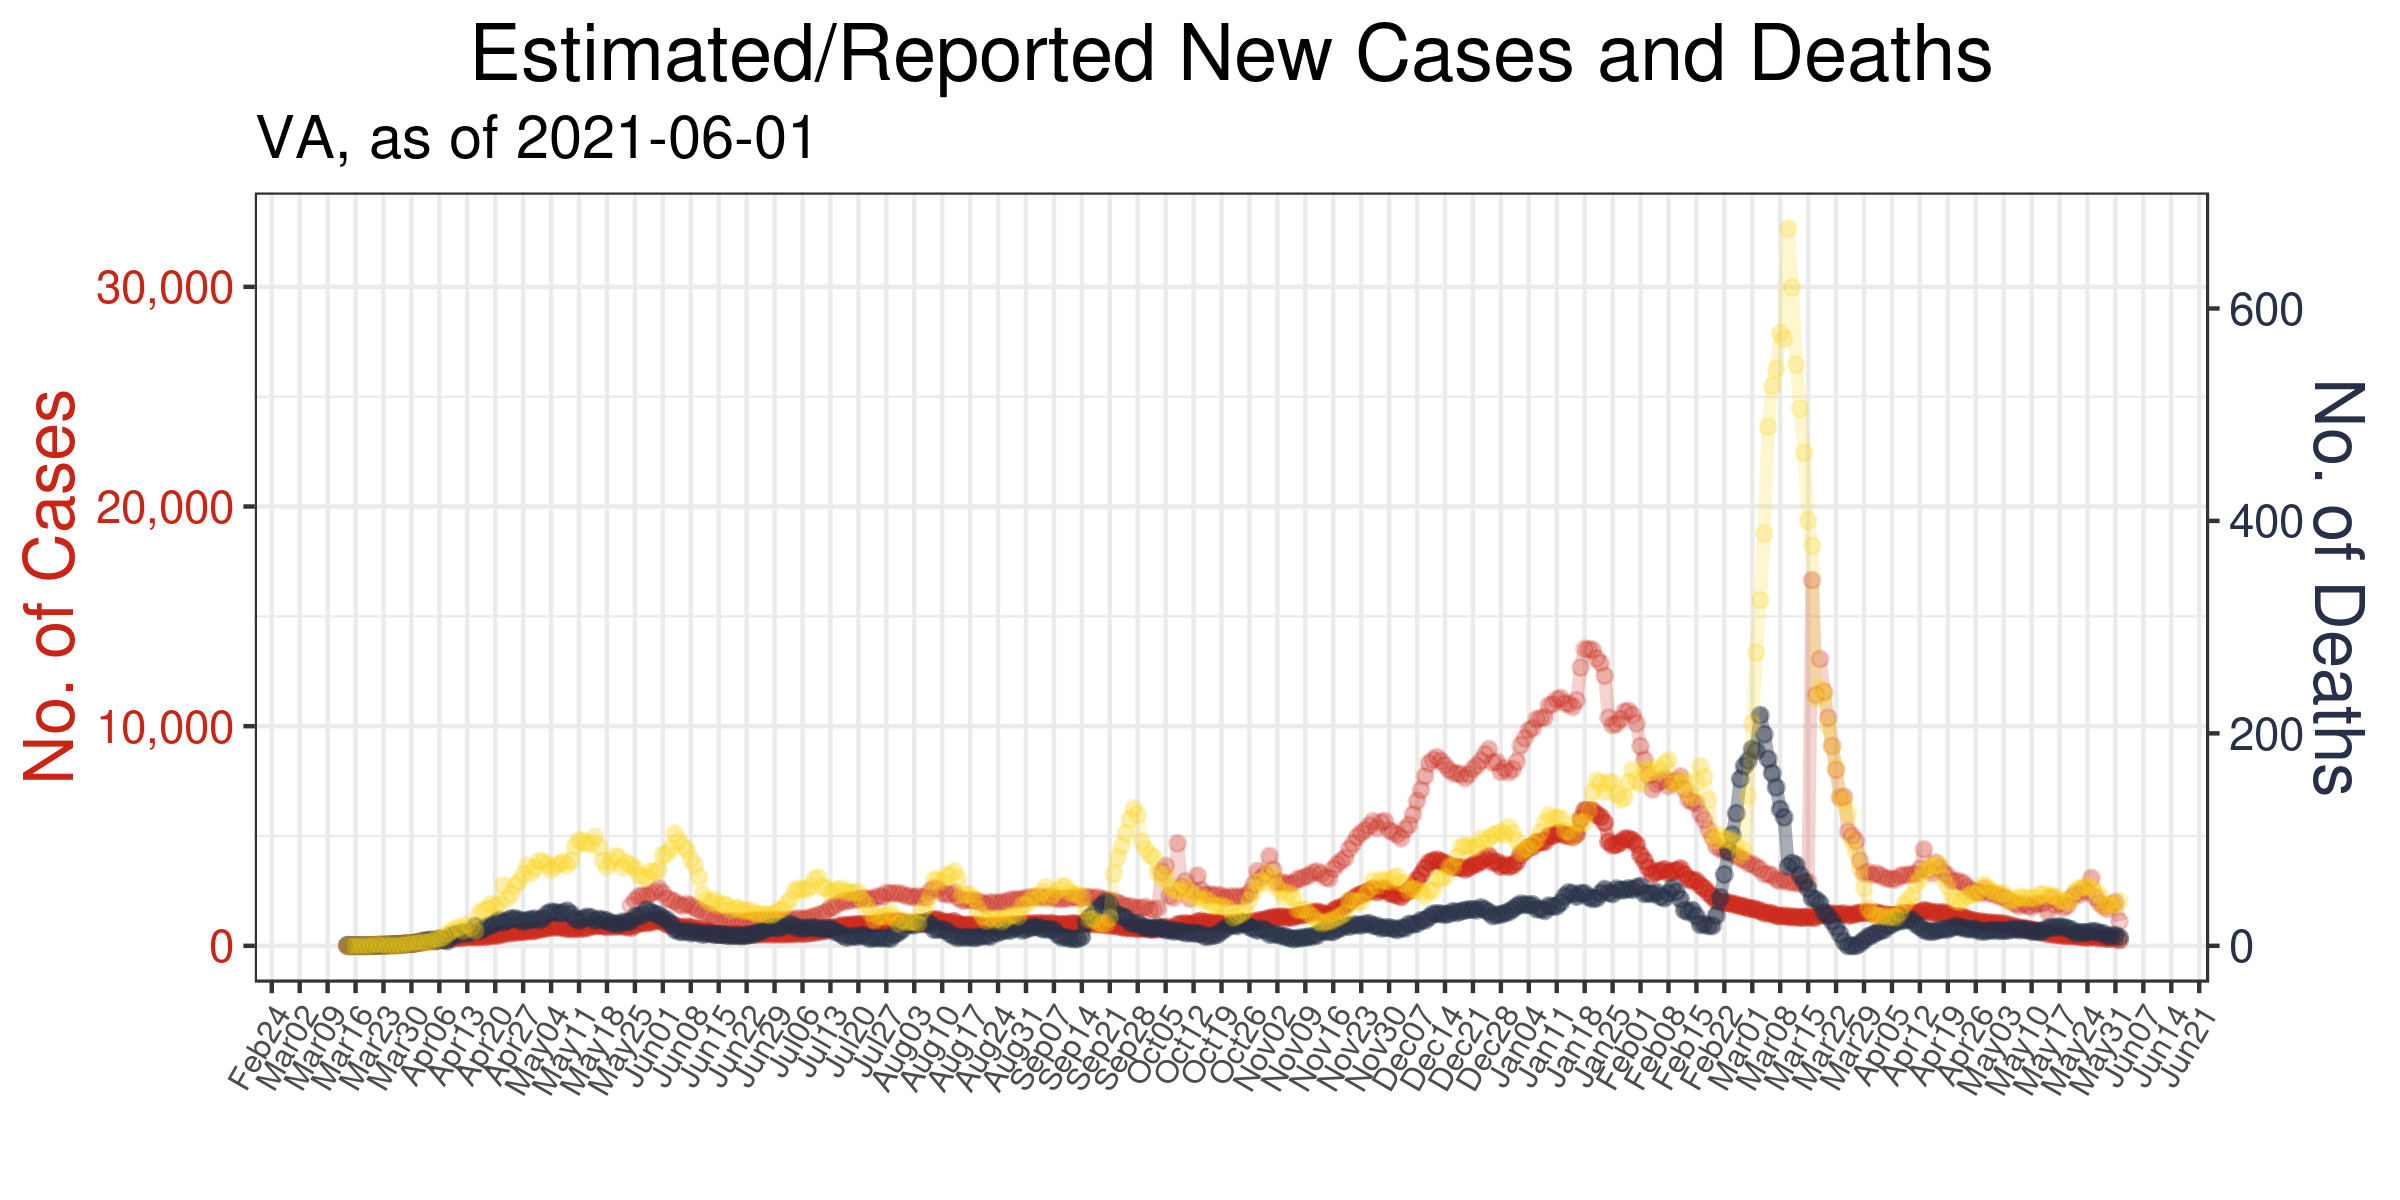 Estimated/Reported New Cases and Deaths
VA, as of 2021-06-01
No. of Cases
30,000
20,000
10,000
0
No. of Deaths
600
400
200
0
Feb24
Mar02
Mar09
Mar16
Mar23
Mar30
Apr06
Apr13
Apr20
Apr27
May04
May11
May18
May25
Jun01
Jun08
Jun15
Jun22
Jun29
Jul06
Jul13
Jul20
Jul27
Aug03
Aug10
Aug17
Aug24
Aug31
Sep07
Sep14
Sep21
Sep28
Oct05
Oct12
Oct19
Oct26
Nov02
Nov09
Nov16
Nov23
Nov30
Dec07
Dec14
Dec21
Dec28
Jan04
Jan11
Jan18
Jan25
Feb01
Feb08
Feb15
Feb22
Mar01
Mar08
Mar15
Mar22
Mar29
Apr05
Apr12
Apr19
Apr26
May03
May10
May17
May24
May31
Jun07
Jun14
Jun21